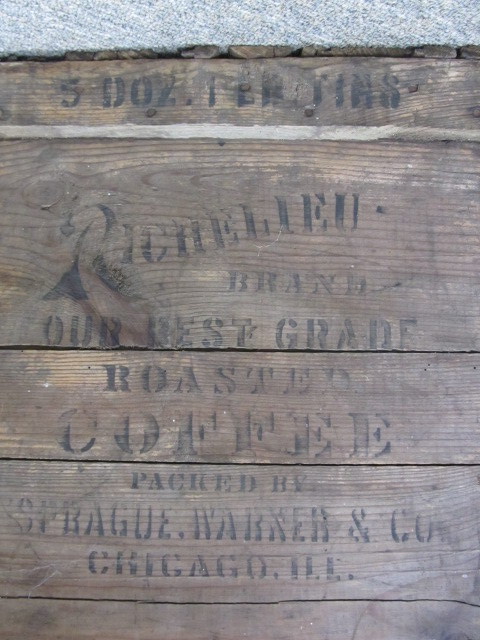 5 DOZ. TINS
RICHELIEU
BRAND
OUR BEST GRADE
ROASTED
COFFEE
PACKED BY
SPRAGUE, WARNER & CO.
CHICAGO, ILL.